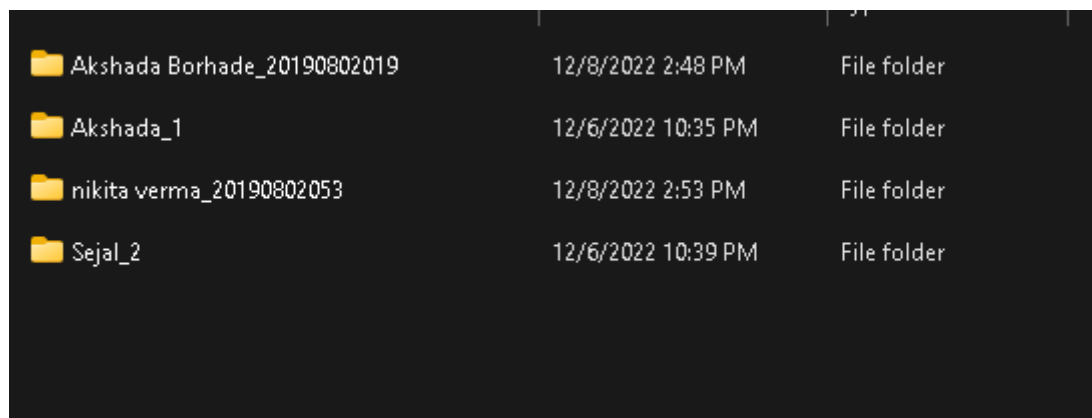 Akshada Borhade_20190802019 12/8/2022 2:48 PM File folder
Akshada_1 12/6/2022 10:35 PM File folder
nikita verma_20190802053 12/8/2022 2:53 PM File folder
Sejal_2 12/6/2022 10:39 PM File folder